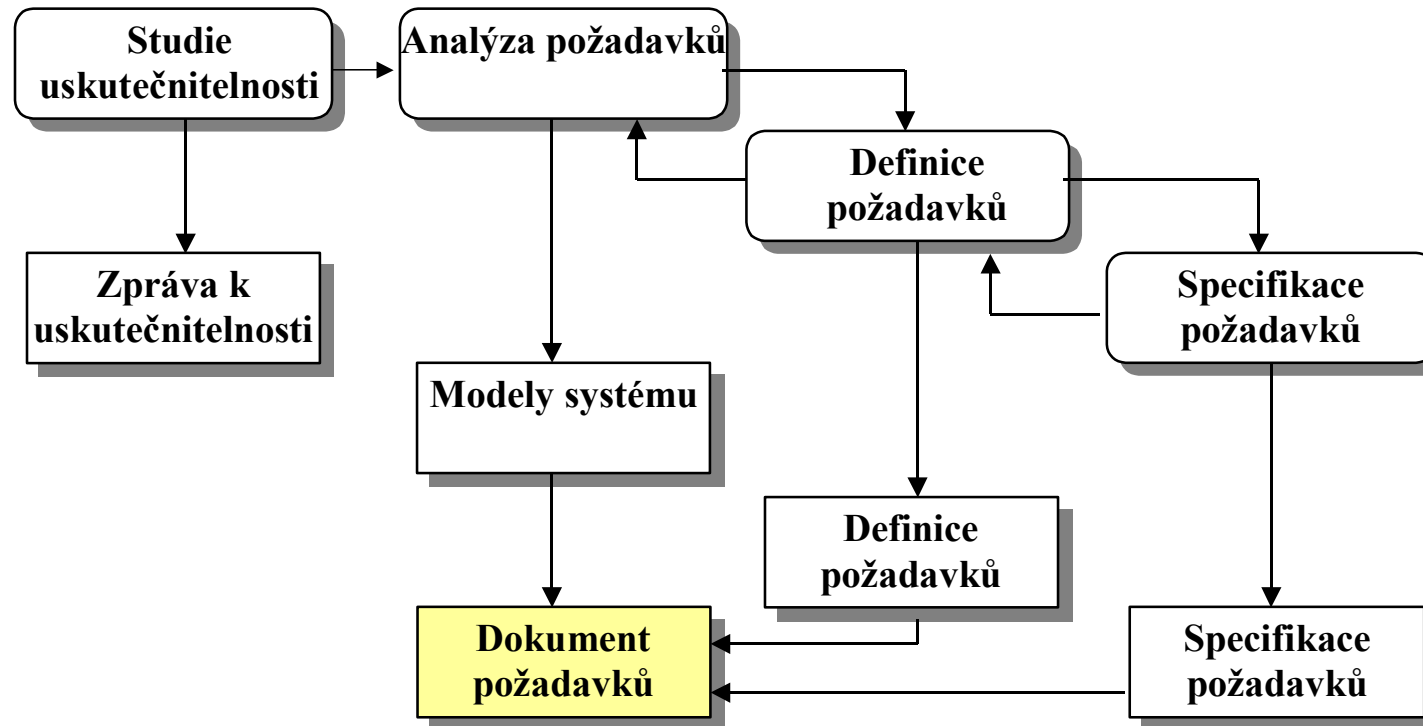 Studie
uskutečnitelnosti
Analýza požadavků
Definice
požadavků
Zpráva k
uskutečnitelnosti
Specifikace
požadavků
Modely systému
Definice
požadavků
Dokument
požadavků
Specifikace
požadavků